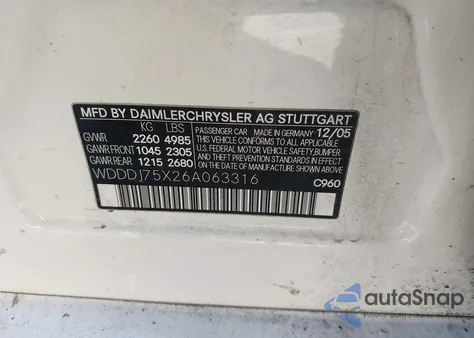 MFD BY DAIMLERCHRYSLER AG STUTTGART
KG LBS
GVWR 2260 4985
GAWR FRONT 1045 2305
GAWR REAR 1215 2680
PASSENGER CAR MADE IN GERMANY 12/05
THIS VEHICLE CONFORMS TO ALL APPLICABLE
U.S. FEDERAL MOTOR VEHICLE SAFETY, BUMPER
AND THEFT PREVENTION STANDARDS IN EFFECT
ON THE DATE OF MANUFACTURE SHOWN ABOVE
WDDDJ75X26A063316
C960
autoSnap